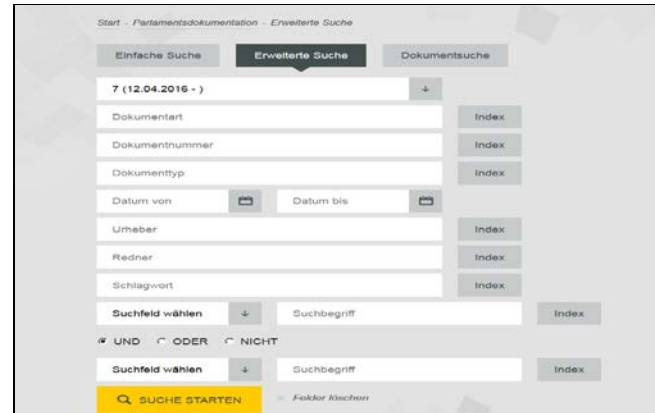 Start - Parlamentsdokumentation - Erweiterte Suche
Einfache Suche Erweiterte Suche Dokumentsuche
7 (12.04.2016 - )
Dokumentart Index
Dokumentnummer Index
Dokumenttyp Index
Datum von Datum bis
Urheber Index
Redner Index
Schlagwort Index
Suchfeld wählen Suchbegriff Index
UND ODER NICHT
Suchfeld wählen Suchbegriff Index
SUCHE STARTEN Felder löschen